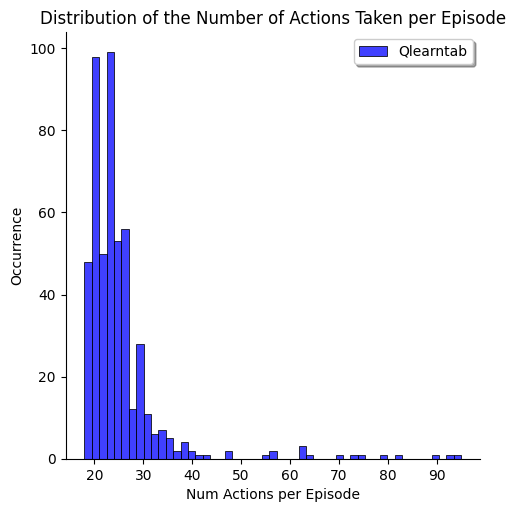 Distribution of the Number of Actions Taken per Episode
Qlearntab
100
80
60
40
20
0
Occurrence
20 30 40 50 60 70 80 90
Num Actions per Episode